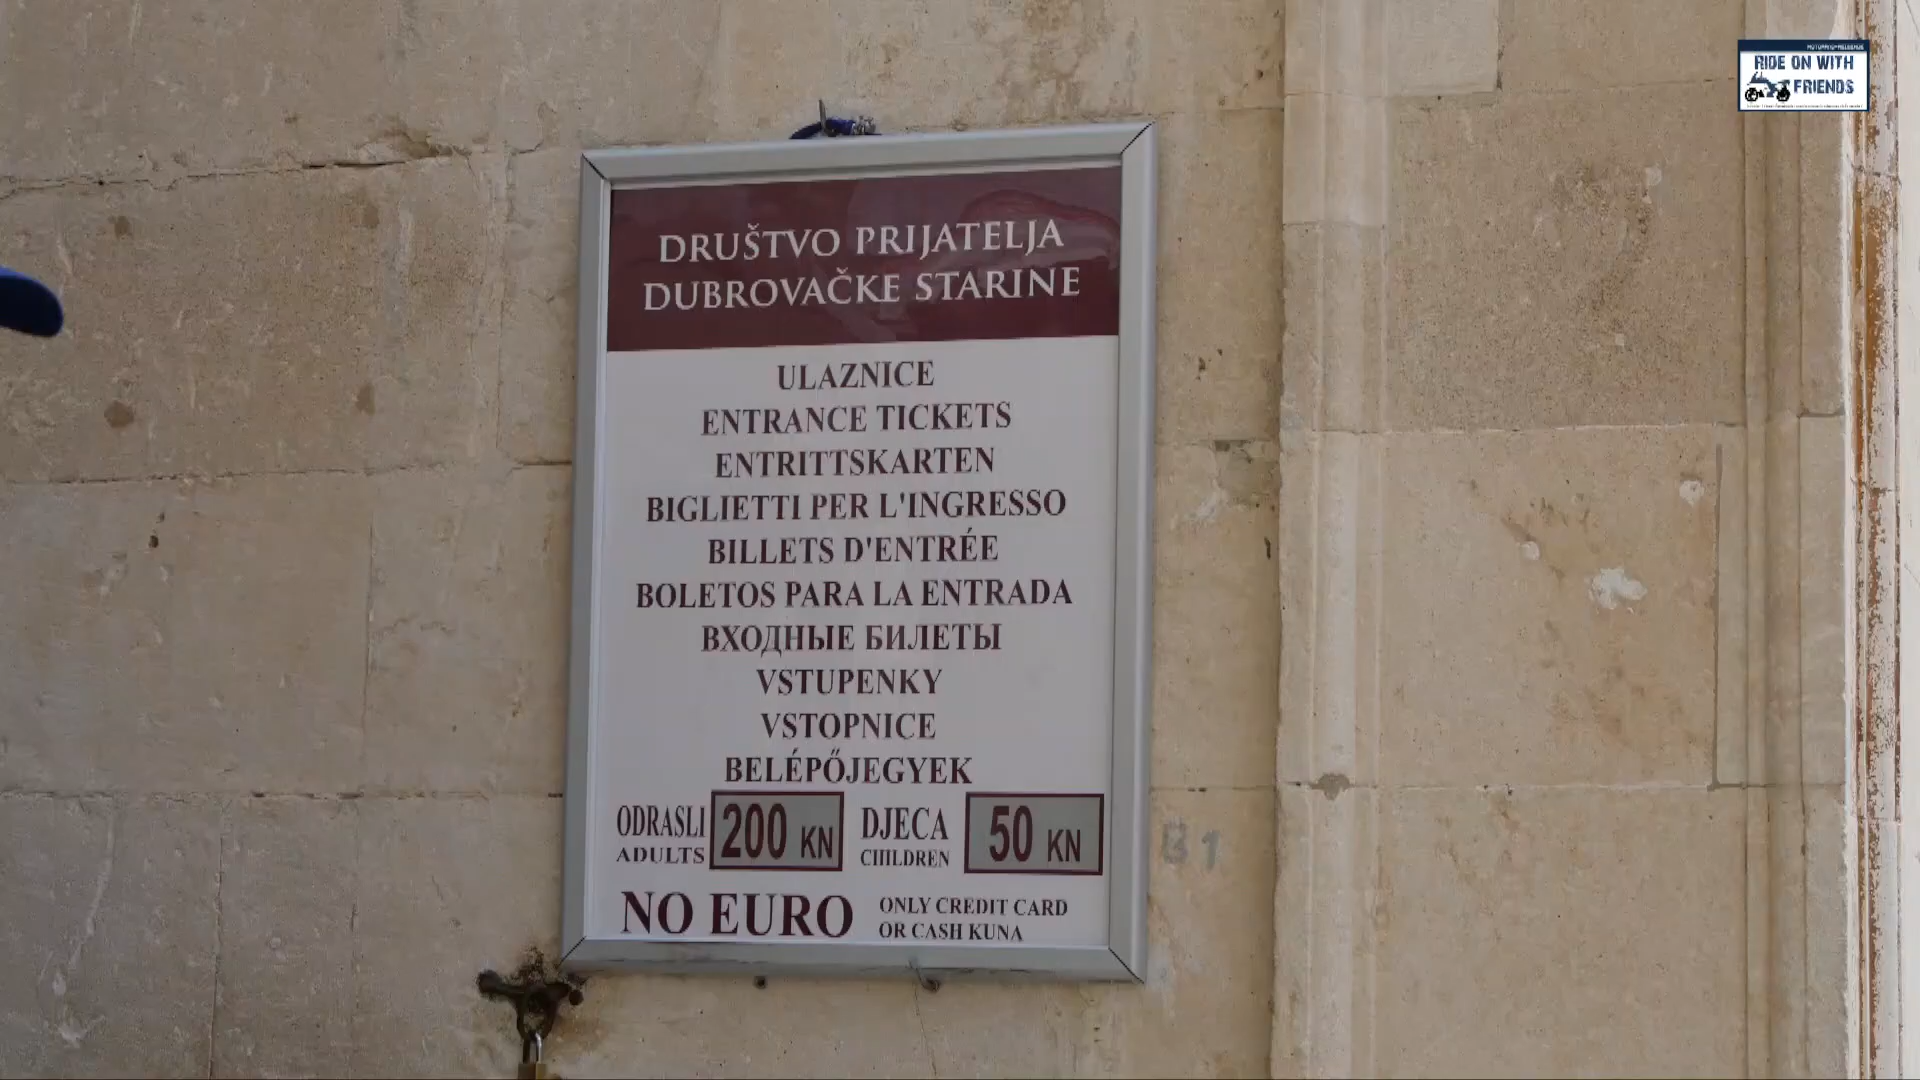 RIDE ON WITH
FRIENDS
DRUŠTVO PRIJATELJA
DUBROVAČKE STARINE
ULAZNICE
ENTRANCE TICKETS
ENTRITTSKARTEN
BIGLIETTI PER L'INGRESSO
BILLETS D'ENTRÉE
BOLETOS PARA LA ENTRADA
ВХОДНЫЕ БИЛЕТЫ
VSTUPENKY
VSTOPNICE
BELÉPŐJEGYEK
ODRASLI 200 KN DJECA 50 KN
ADULTS CHILDREN
B1
NO EURO ONLY CREDIT CARD
OR CASH KUNA